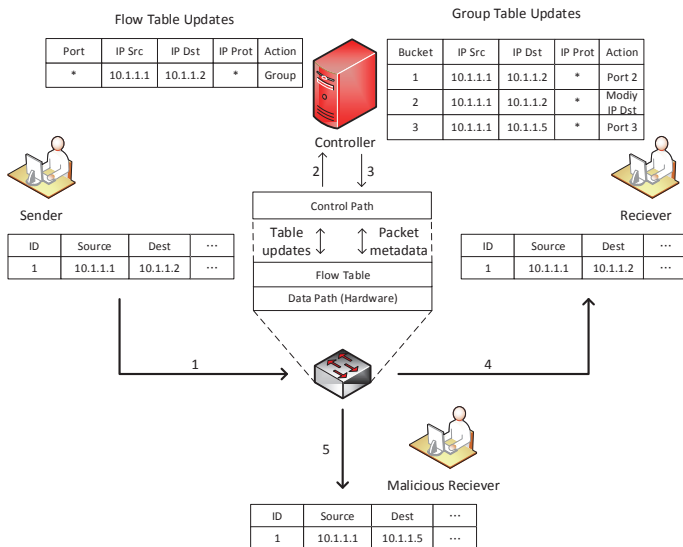 Flow Table Updates
Group Table Updates
Port IP Src IP Dst IP Prot Action
* 10.1.1.1 10.1.1.2 * Group
Bucket IP Src IP Dst IP Prot Action
1 10.1.1.1 10.1.1.2 * Port 2
2 10.1.1.1 10.1.1.2 * Modiy IP Dst
3 10.1.1.1 10.1.1.5 * Port 3
Controller
2
3
Sender
Reciever
Control Path
Table updates
Packet metadata
Flow Table
Data Path (Hardware)
ID Source Dest ...
1 10.1.1.1 10.1.1.2 ...
ID Source Dest ...
1 10.1.1.1 10.1.1.2 ...
1
4
5
Malicious Reciever
ID Source Dest ...
1 10.1.1.1 10.1.1.5 ...